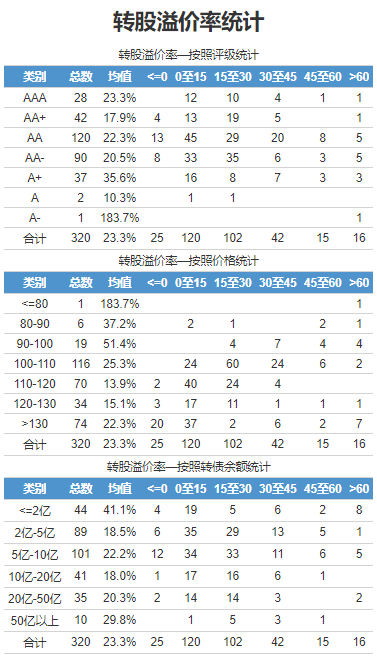 转股溢价率统计
转股溢价率—按照评级统计
类别 总数 均值 <=0 0至15 15至30 30至45 45至60 >60
AAA 28 23.3% 12 10 4 1 1
AA+ 42 17.9% 4 13 19 5 1
AA 120 22.3% 13 45 29 20 8 5
AA- 90 20.5% 8 33 35 6 3 5
A+ 37 35.6% 16 8 7 3 3
A 2 10.3% 1 1
A- 1 183.7% 1
合计 320 23.3% 25 120 102 42 15 16
转股溢价率—按照价格统计
类别 总数 均值 <=0 0至15 15至30 30至45 45至60 >60
<=80 1 183.7% 1
80-90 6 37.2% 2 1 2 1
90-100 19 51.4% 4 7 4 4
100-110 116 25.3% 24 60 24 6 2
110-120 70 13.9% 2 40 24 4
120-130 34 15.1% 3 17 11 1 1 1
>130 74 22.3% 20 37 2 6 2 7
合计 320 23.3% 25 120 102 42 15 16
转股溢价率—按照转债余额统计
类别 总数 均值 <=0 0至15 15至30 30至45 45至60 >60
<=2亿 44 41.1% 4 19 5 6 2 8
2亿-5亿 89 18.5% 6 35 29 13 5 1
5亿-10亿 101 22.2% 12 34 33 11 6 5
10亿-20亿 41 18.0% 1 17 16 6 1
20亿-50亿 35 20.3% 2 14 14 3 2
50亿以上 10 29.8% 1 5 3 1
合计 320 23.3% 25 120 102 42 15 16